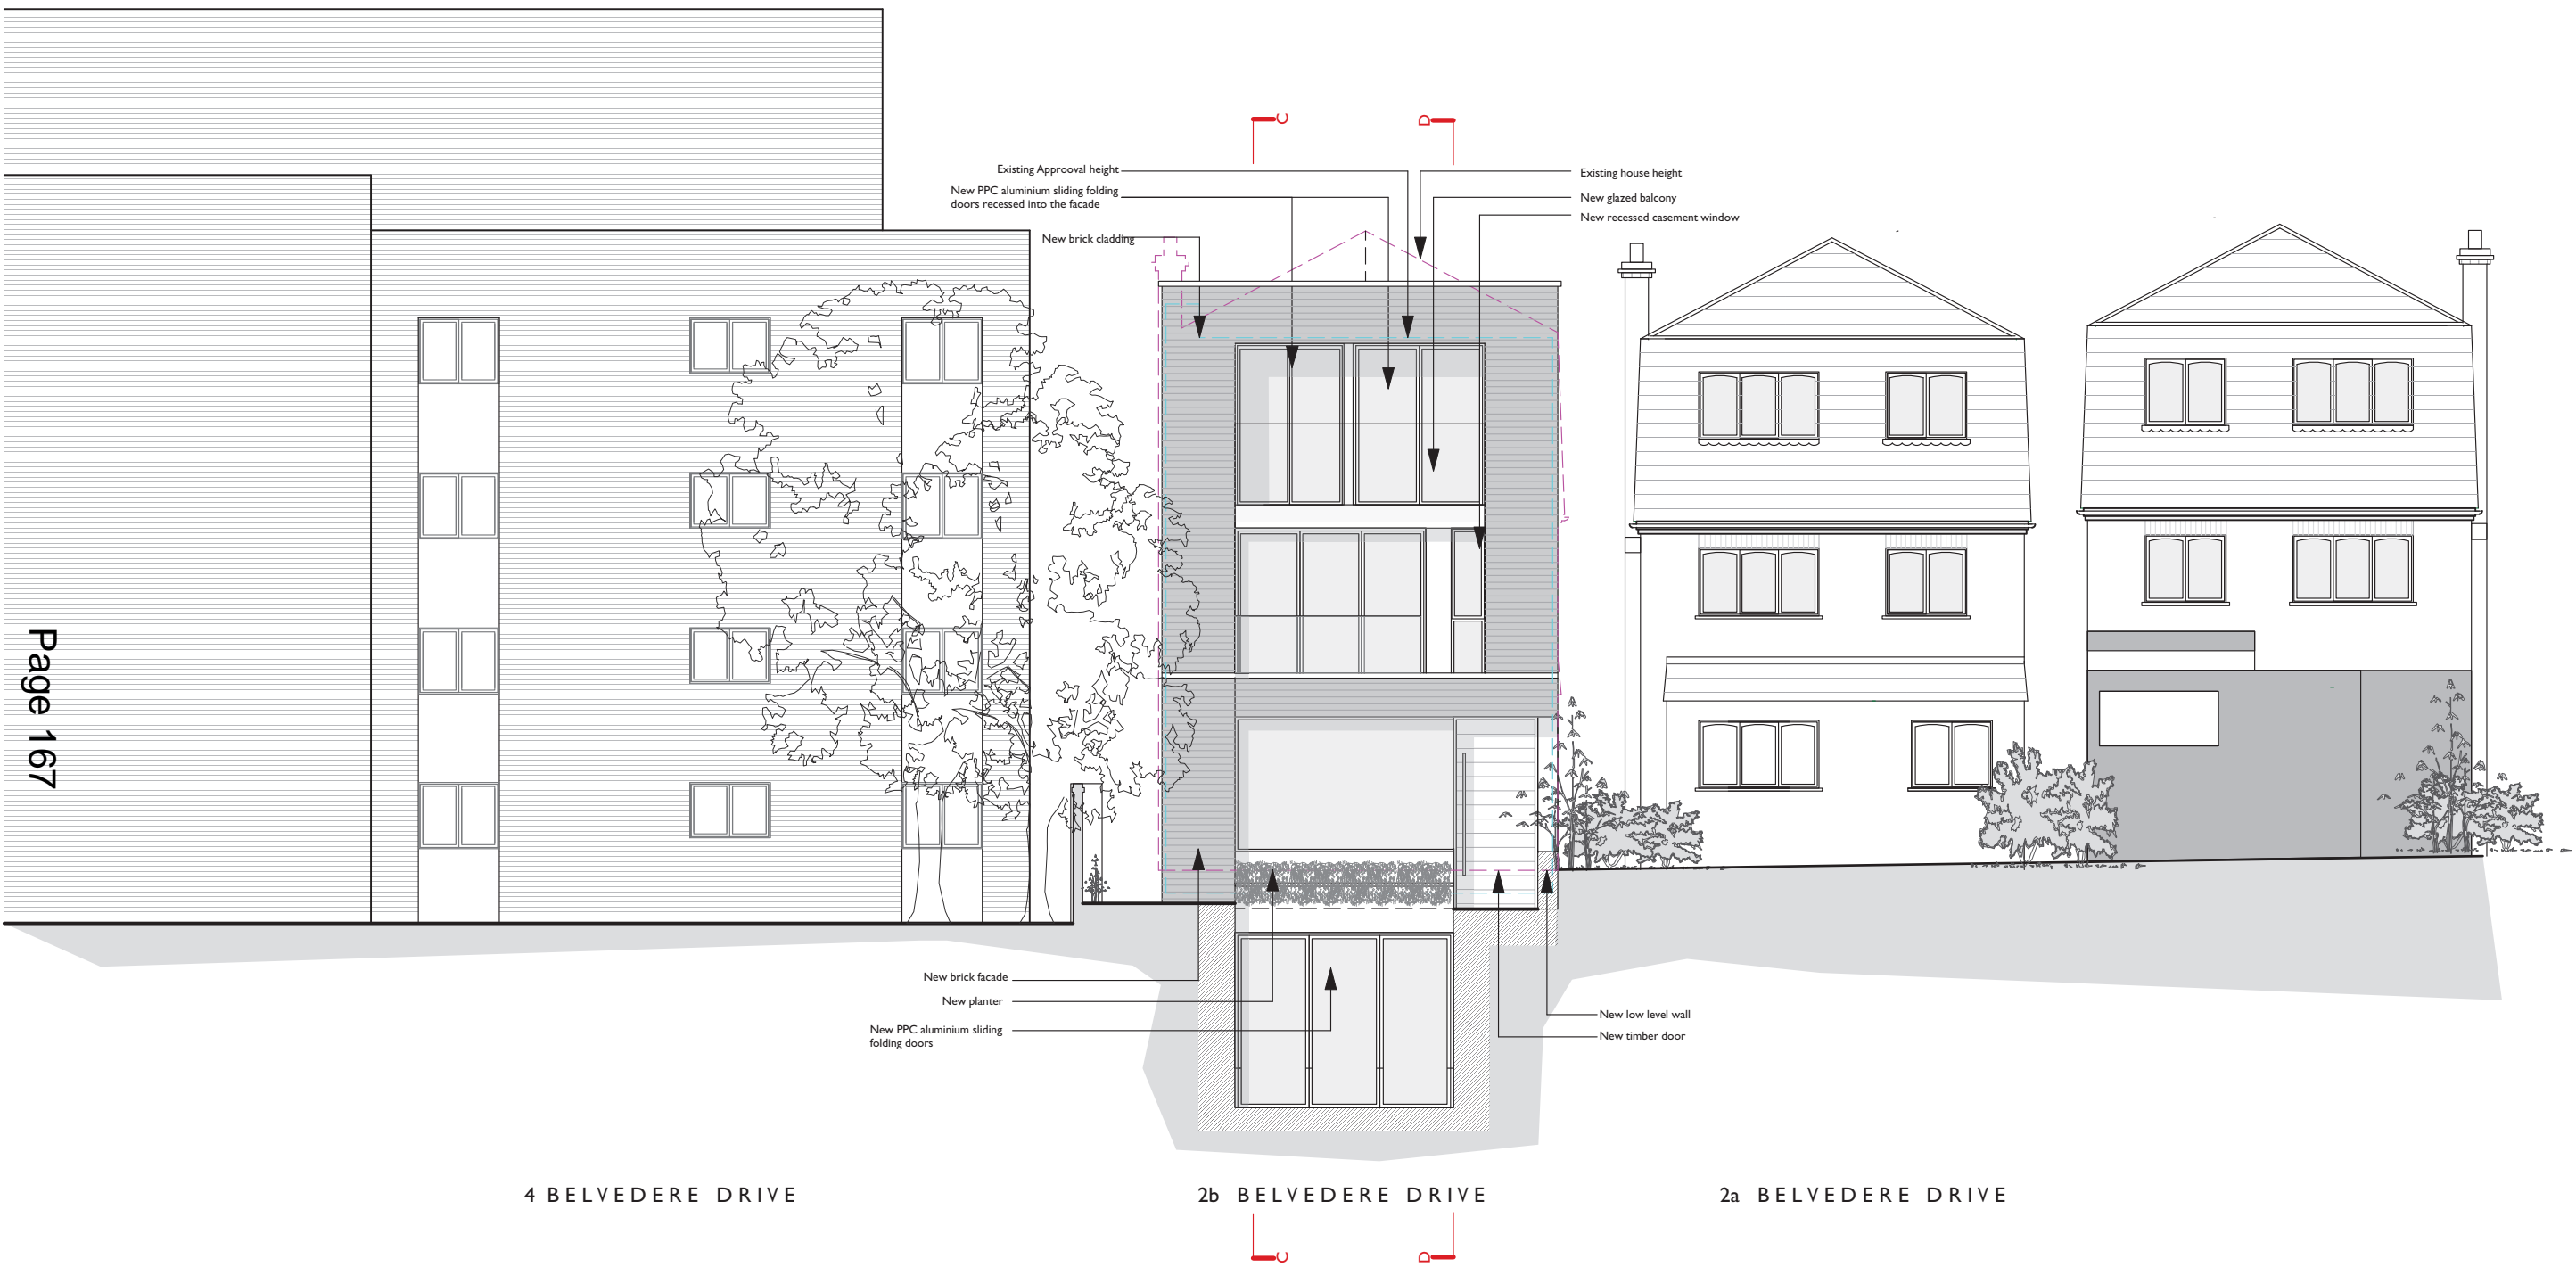 C
D
Existing Approoval height
New PPC aluminium sliding folding
doors recessed into the facade
New brick cladding
Existing house height
New glazed balcony
New recessed casement window
Page 167
New brick facade
New planter
New PPC aluminium sliding
folding doors
New low level wall
New timber door
4 BELVEDERE DRIVE
2b BELVEDERE DRIVE
2a BELVEDERE DRIVE
C
D